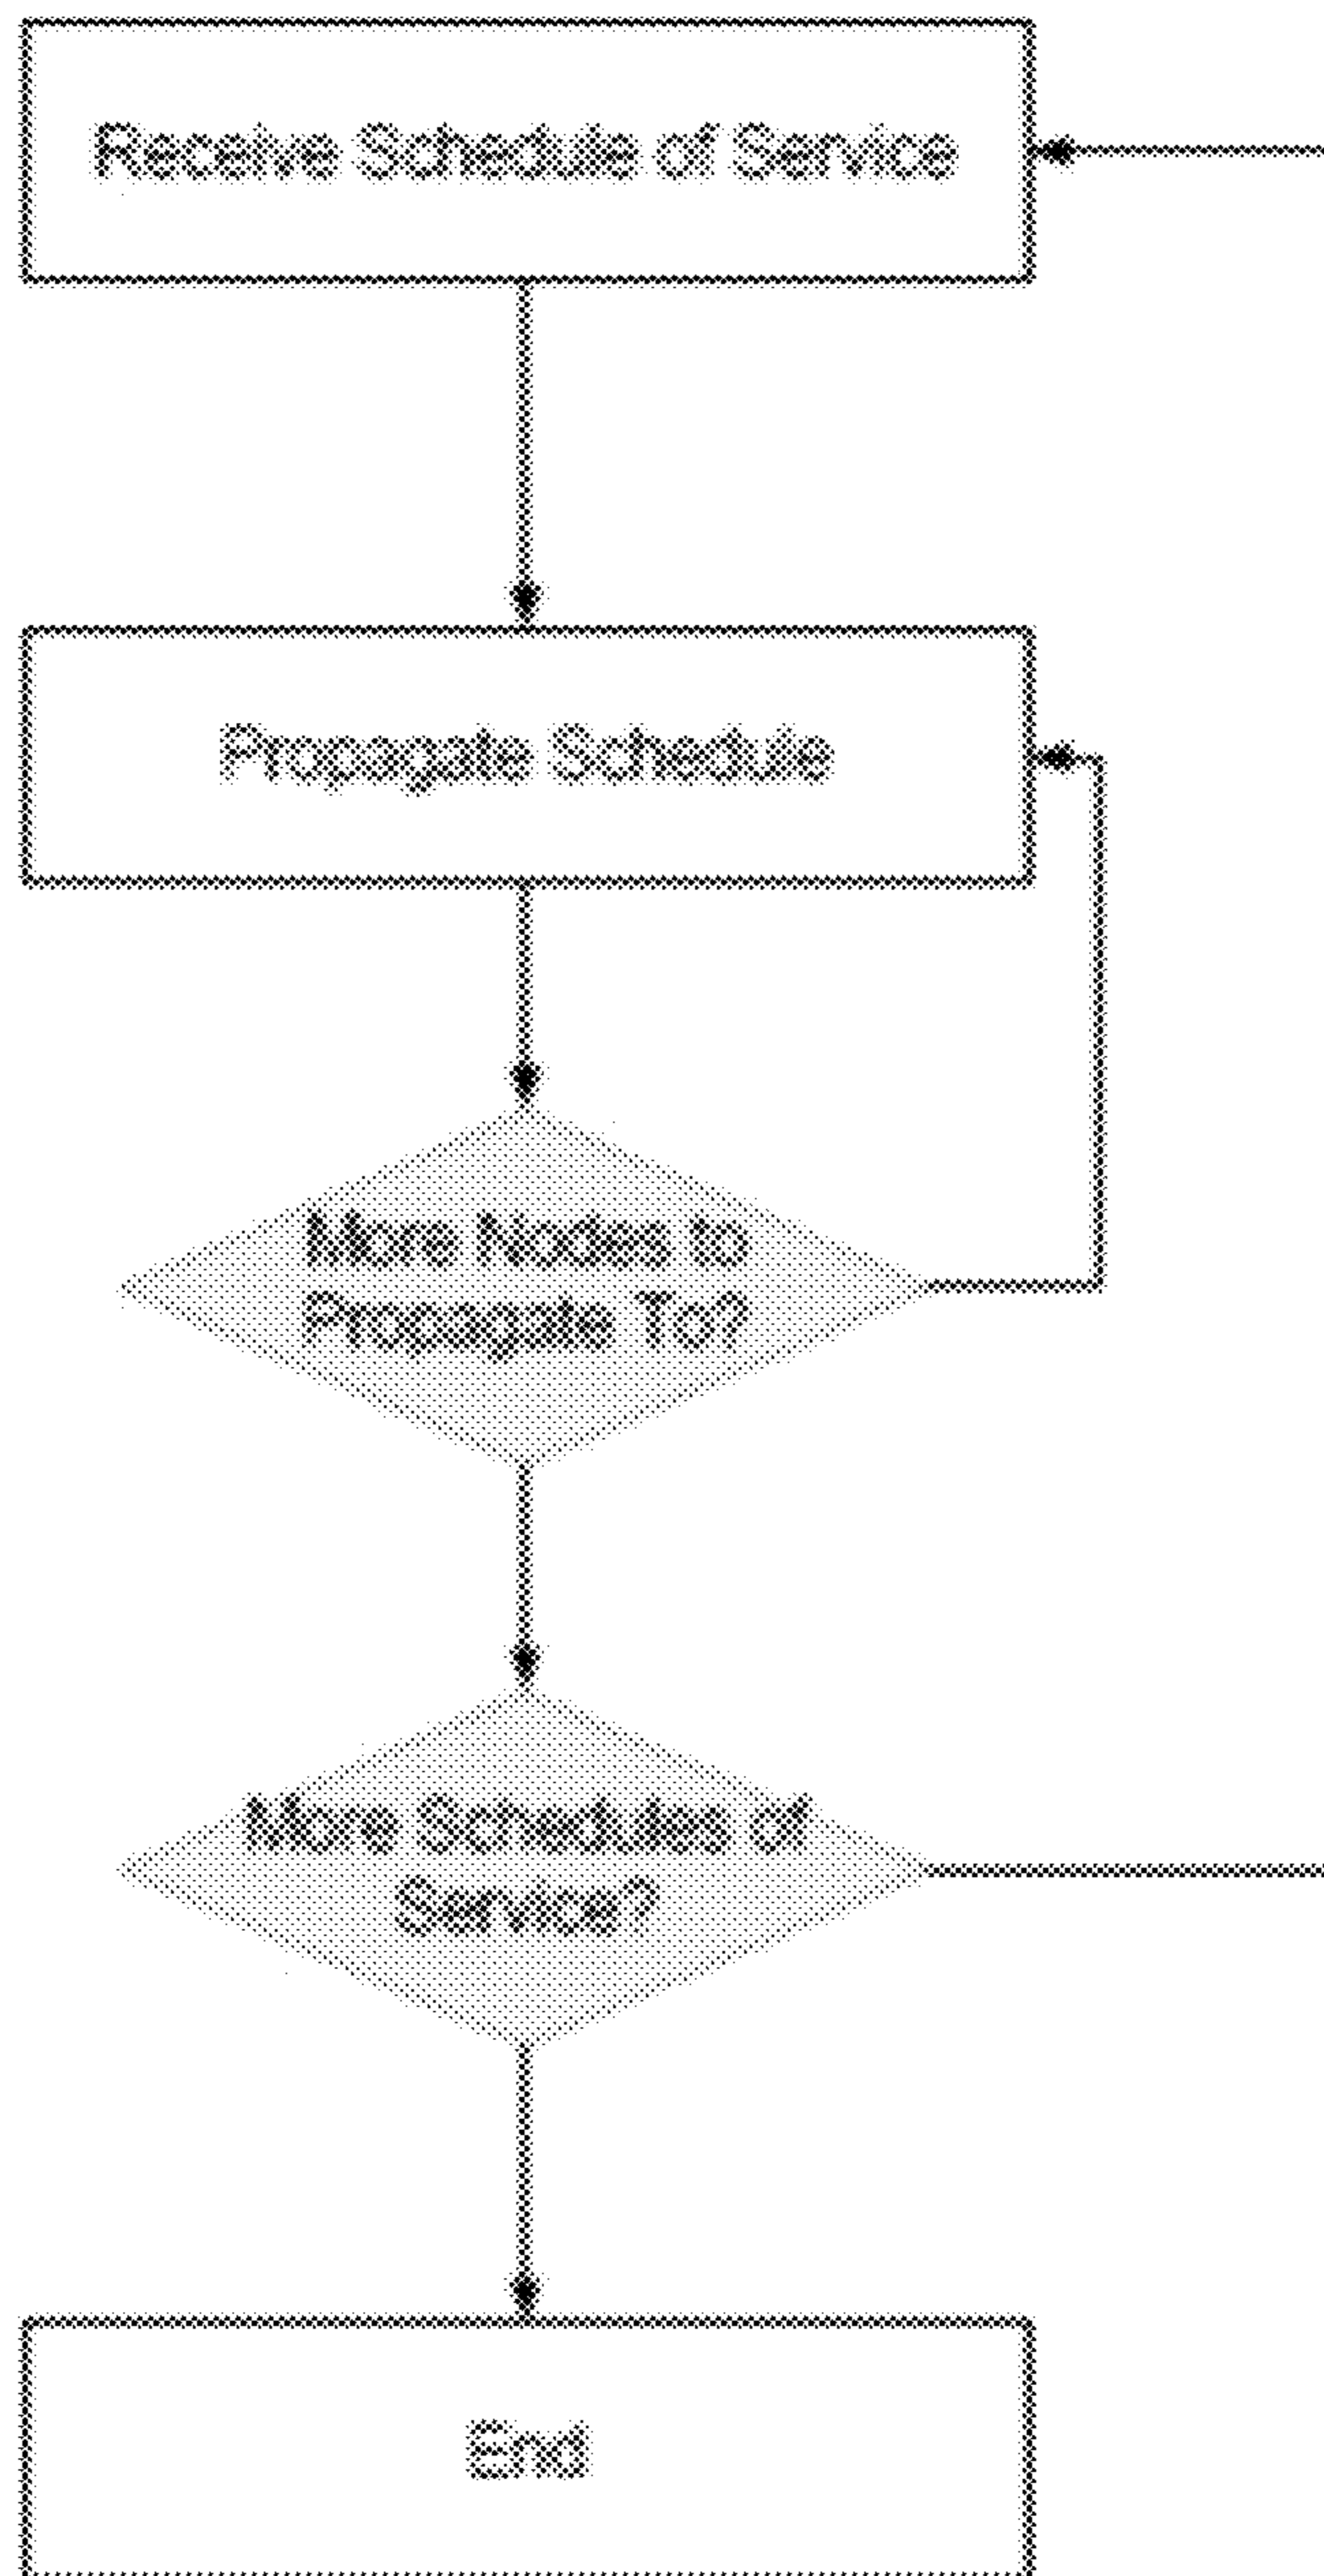 Receive Schedule of Service
Propagate Schedule
More Nodes to
Propagate To?
More Schedules of
Service?
End